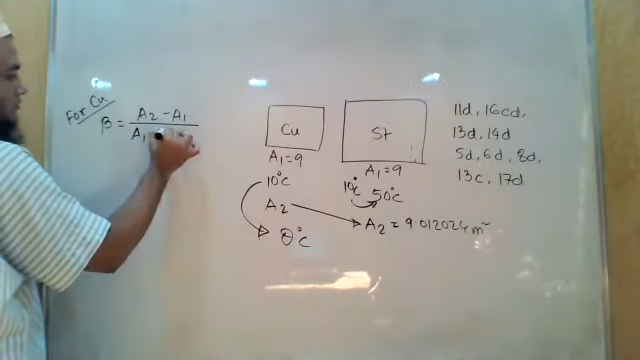 For Cu
β = A₂ - A₁
A₁
Cu
St
A₁ = 9
A₁ = 9
10°c
10°c 50°c
A₂
A₂ = 9.012024 m²
θ°c
11d, 16cd,
13d, 14d
5d, 6d, 8d,
13c, 17d